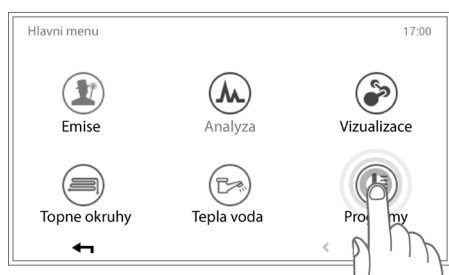 Hlavni menu 17:00
Emise Analyza Vizualizace
Topne okruhy Tepla voda